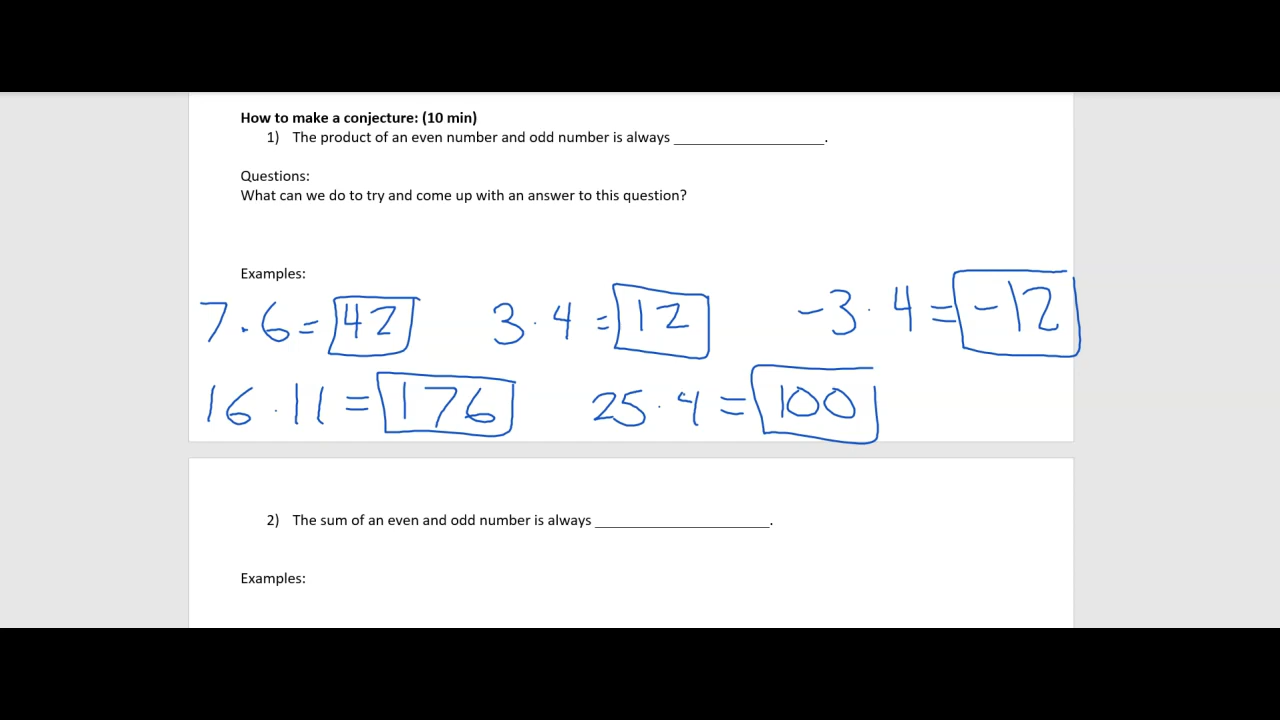 How to make a conjecture: (10 min)
1) The product of an even number and odd number is always ____________________.
Questions:
What can we do to try and come up with an answer to this question?
Examples:
7·6=42 3·4=12 -3·4=-12
16·11=176 25·4=100
2) The sum of an even and odd number is always _______________________.
Examples: